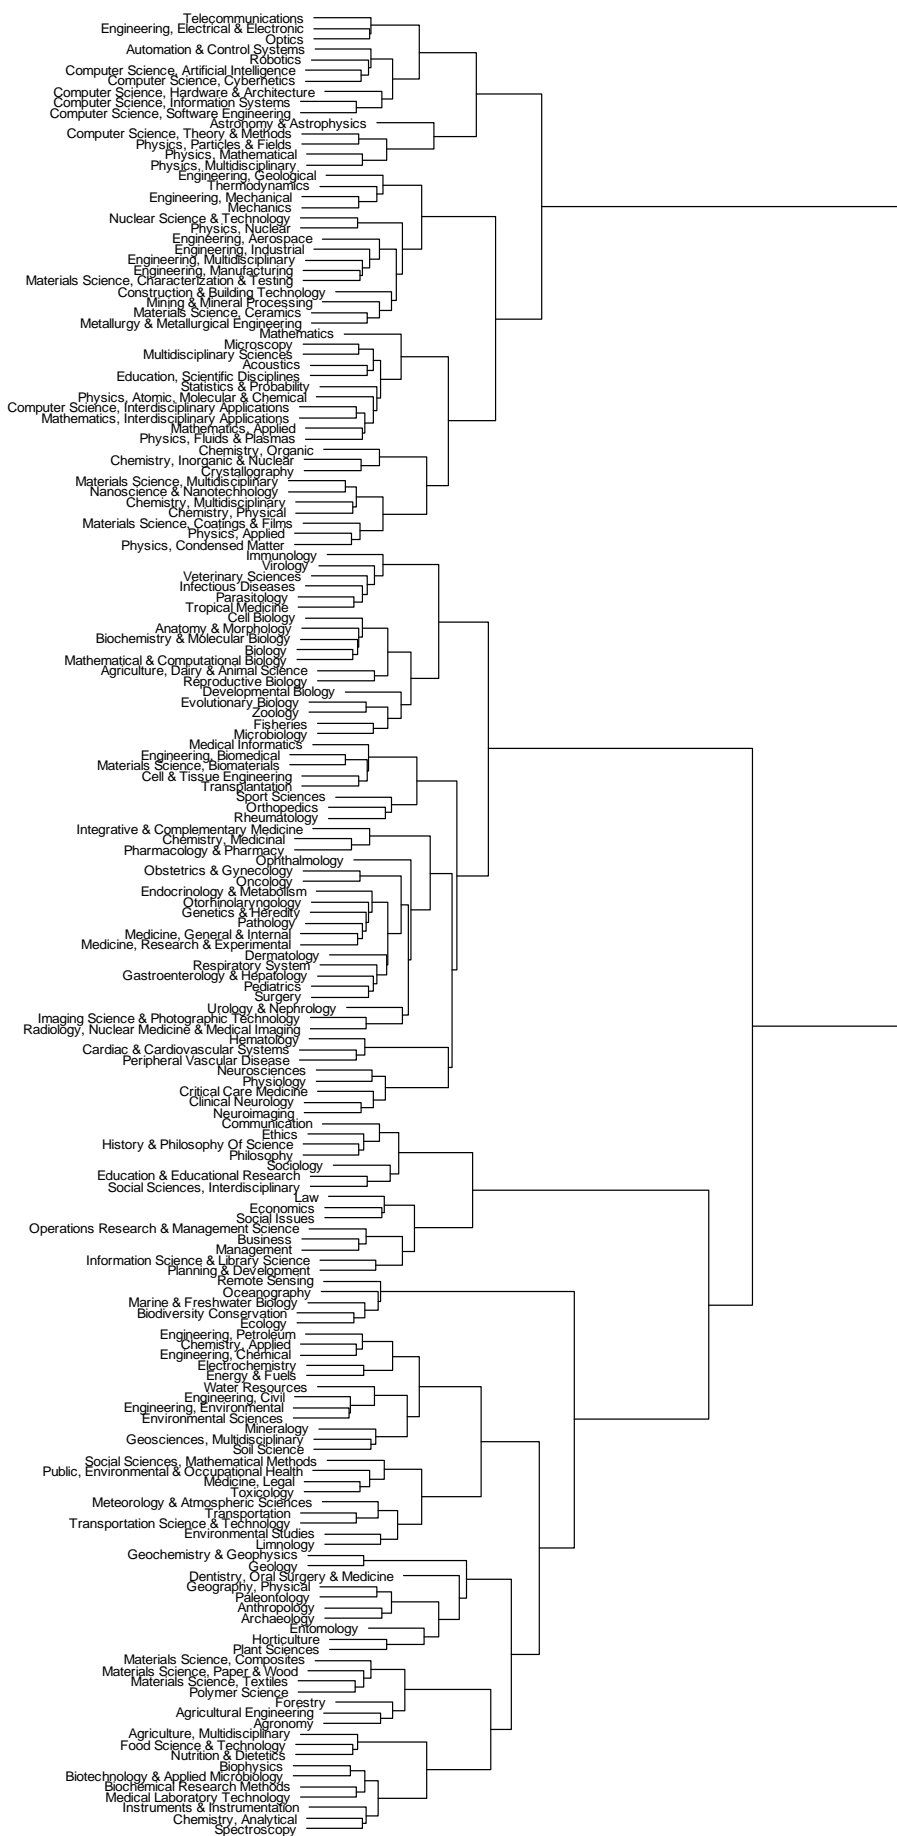 Telecommunications
Engineering, Electrical & Electronic
Optics
Automation & Control Systems
Robotics
Computer Science, Artificial Intelligence
Computer Science, Cybernetics
Computer Science, Hardware & Architecture
Computer Science, Information Systems
Computer Science, Software Engineering
Astronomy & Astrophysics
Computer Science, Theory & Methods
Physics, Particles & Fields
Physics, Mathematical
Physics, Multidisciplinary
Engineering, Geological
Thermodynamics
Engineering, Mechanical
Mechanics
Nuclear Science & Technology
Physics, Nuclear
Engineering, Aerospace
Engineering, Industrial
Engineering, Multidisciplinary
Engineering, Manufacturing
Materials Science, Characterization & Testing
Construction & Building Technology
Mining & Mineral Processing
Materials Science, Ceramics
Metallurgy & Metallurgical Engineering
Mathematics
Microscopy
Multidisciplinary Sciences
Acoustics
Education, Scientific Disciplines
Statistics & Probability
Physics, Atomic, Molecular & Chemical
Computer Science, Interdisciplinary Applications
Mathematics, Interdisciplinary Applications
Mathematics, Applied
Physics, Fluids & Plasmas
Chemistry, Organic
Chemistry, Inorganic & Nuclear
Crystallography
Materials Science, Multidisciplinary
Nanoscience & Nanotechnology
Chemistry, Multidisciplinary
Chemistry, Physical
Materials Science, Coatings & Films
Physics, Applied
Physics, Condensed Matter
Immunology
Virology
Veterinary Sciences
Infectious Diseases
Parasitology
Tropical Medicine
Cell Biology
Anatomy & Morphology
Biochemistry & Molecular Biology
Biology
Mathematical & Computational Biology
Agriculture, Dairy & Animal Science
Reproductive Biology
Developmental Biology
Evolutionary Biology
Zoology
Fisheries
Microbiology
Medical Informatics
Engineering, Biomedical
Materials Science, Biomaterials
Cell & Tissue Engineering
Transplantation
Sport Sciences
Orthopedics
Rheumatology
Integrative & Complementary Medicine
Chemistry, Medicinal
Pharmacology & Pharmacy
Ophthalmology
Obstetrics & Gynecology
Oncology
Endocrinology & Metabolism
Otorhinolaryngology
Genetics & Heredity
Pathology
Medicine, General & Internal
Medicine, Research & Experimental
Dermatology
Respiratory System
Gastroenterology & Hepatology
Pediatrics
Surgery
Urology & Nephrology
Imaging Science & Photographic Technology
Radiology, Nuclear Medicine & Medical Imaging
Hematology
Cardiac & Cardiovascular Systems
Peripheral Vascular Disease
Neurosciences
Physiology
Critical Care Medicine
Clinical Neurology
Neuroimaging
Communication
Ethics
History & Philosophy Of Science
Philosophy
Sociology
Education & Educational Research
Social Sciences, Interdisciplinary
Law
Economics
Social Issues
Operations Research & Management Science
Business
Management
Information Science & Library Science
Planning & Development
Remote Sensing
Oceanography
Marine & Freshwater Biology
Biodiversity Conservation
Ecology
Engineering, Petroleum
Chemistry, Applied
Engineering, Chemical
Electrochemistry
Energy & Fuels
Water Resources
Engineering, Civil
Engineering, Environmental
Environmental Sciences
Mineralogy
Geosciences, Multidisciplinary
Soil Science
Social Sciences, Mathematical Methods
Public, Environmental & Occupational Health
Medicine, Legal
Toxicology
Meteorology & Atmospheric Sciences
Transportation
Transportation Science & Technology
Environmental Studies
Limnology
Geochemistry & Geophysics
Geology
Dentistry, Oral Surgery & Medicine
Geography, Physical
Paleontology
Anthropology
Archaeology
Entomology
Horticulture
Plant Sciences
Materials Science, Composites
Materials Science, Paper & Wood
Materials Science, Textiles
Polymer Science
Forestry
Agricultural Engineering
Agronomy
Agriculture, Multidisciplinary
Food Science & Technology
Nutrition & Dietetics
Biophysics
Biotechnology & Applied Microbiology
Biochemical Research Methods
Medical Laboratory Technology
Instruments & Instrumentation
Chemistry, Analytical
Spectroscopy